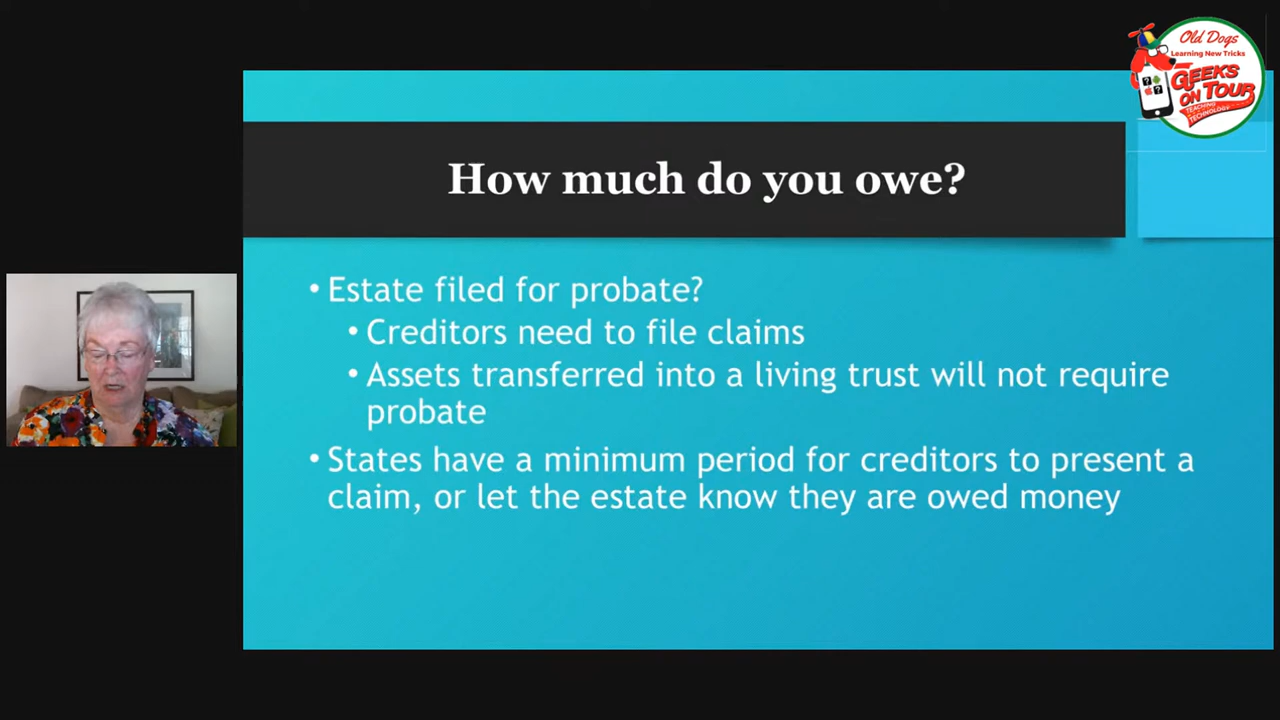 Old Dogs
Learning New Tricks
GEEKS
ON TOUR
TEACHING
TECHNOLOGY
How much do you owe?
• Estate filed for probate?
• Creditors need to file claims
• Assets transferred into a living trust will not require
probate
• States have a minimum period for creditors to present a
claim, or let the estate know they are owed money